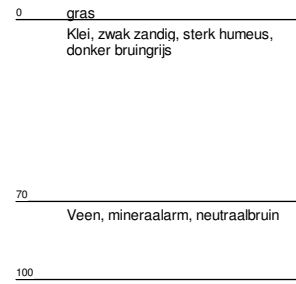 0 gras
Klei, zwak zandig, sterk humeus,
donker bruingrijs
70
Veen, mineraalarm, neutraalbruin
100